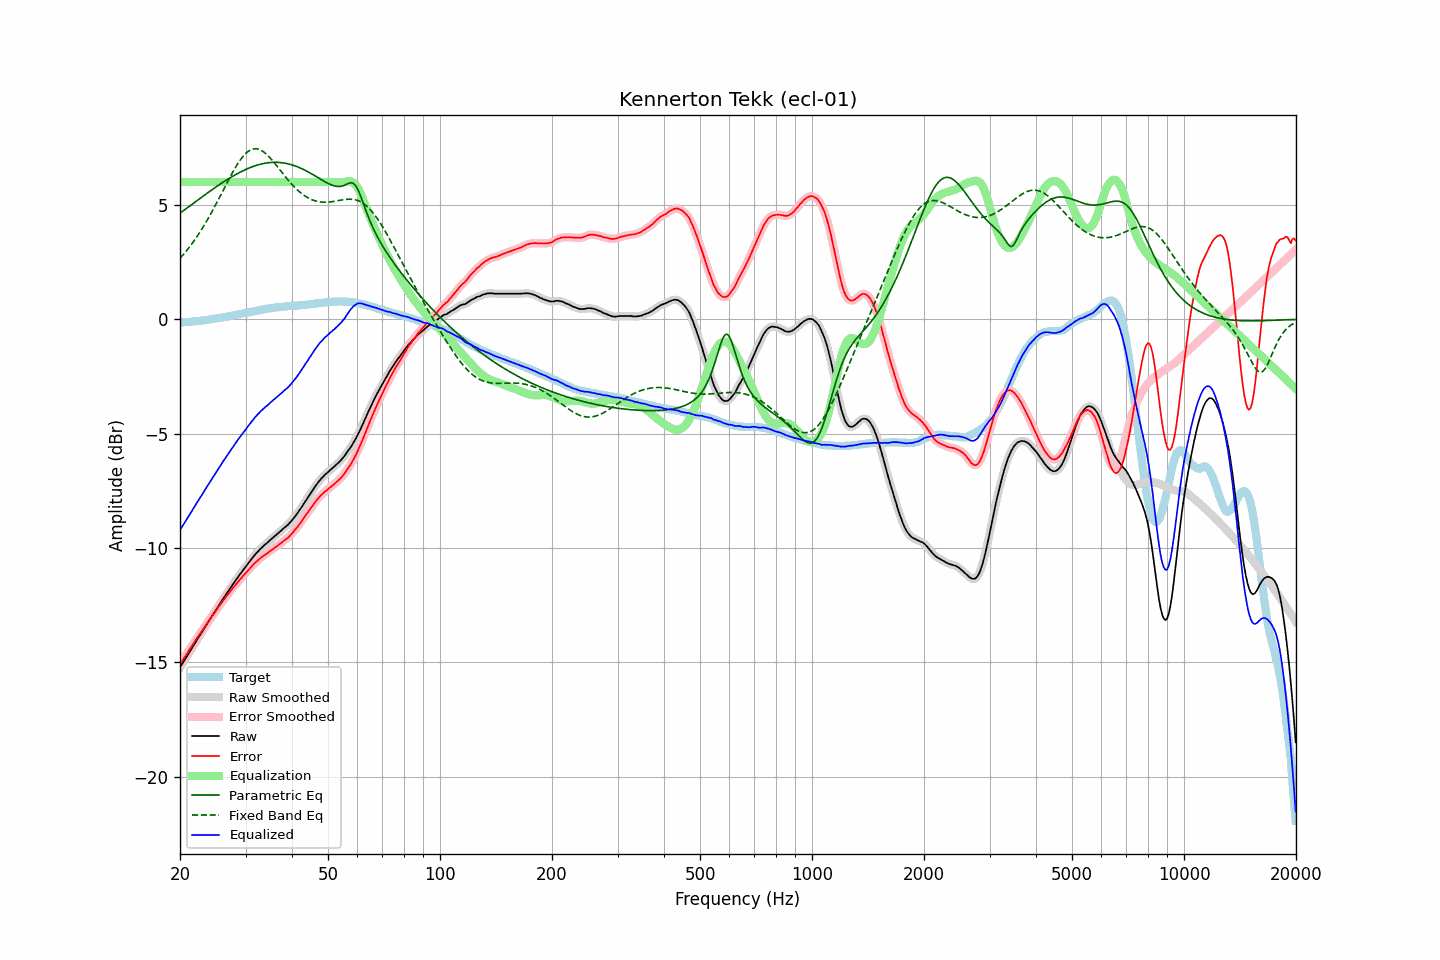 Kennerton Tekk (ecl-01)
Amplitude (dBr)
5
0
−5
−10
−15
−20
Target
Raw Smoothed
Error Smoothed
Raw
Error
Equalization
Parametric Eq
Fixed Band Eq
Equalized
20 50 100 200 500 1000 2000 5000 10000 20000
Frequency (Hz)